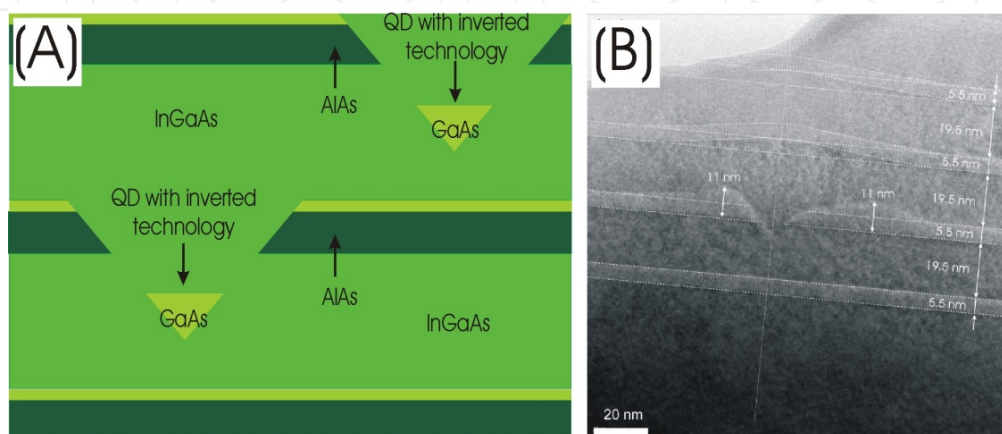 (A)
QD with inverted
technology
AlAs
InGaAs
GaAs
QD with inverted
technology
AlAs
GaAs
InGaAs
(B)
5.5 nm
19.5 nm
5.5 nm
11 nm
11 nm
19.5 nm
5.5 nm
19.5 nm
5.5 nm
20 nm